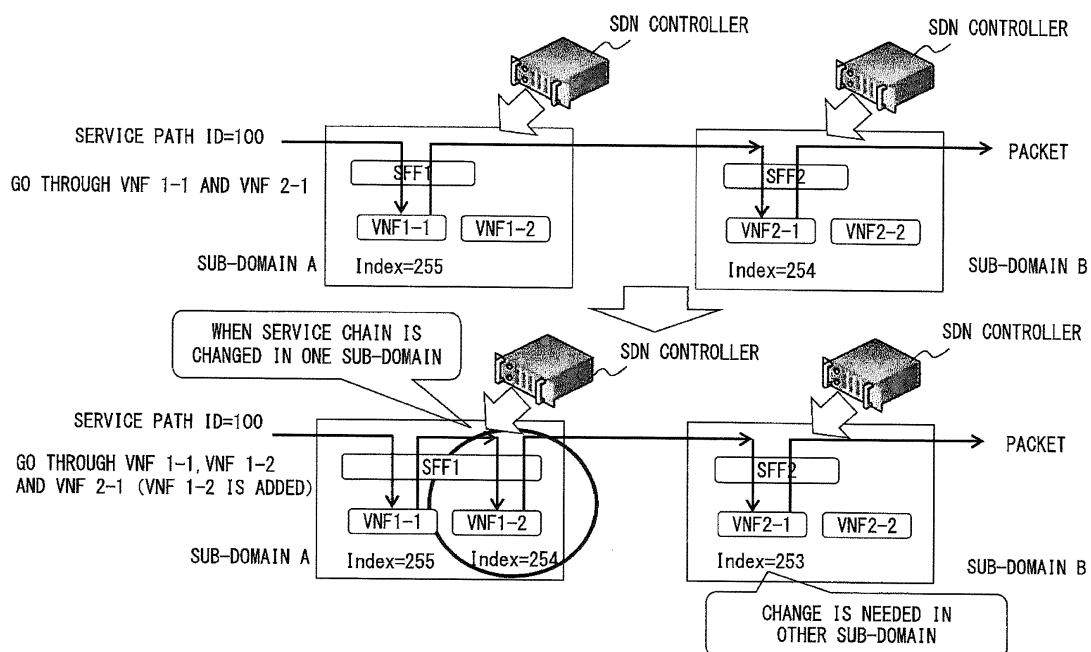 SDN CONTROLLER
SDN CONTROLLER
SERVICE PATH ID=100
PACKET
SFF1
SFF2
GO THROUGH VNF 1-1 AND VNF 2-1
VNF1-1
VNF1-2
VNF2-1
VNF2-2
SUB-DOMAIN A
Index=255
Index=254
SUB-DOMAIN B
WHEN SERVICE CHAIN IS
CHANGED IN ONE SUB-DOMAIN
SDN CONTROLLER
SDN CONTROLLER
SERVICE PATH ID=100
PACKET
GO THROUGH VNF 1-1, VNF 1-2
AND VNF 2-1 (VNF 1-2 IS ADDED)
SFF1
SFF2
VNF1-1
VNF1-2
VNF2-1
VNF2-2
SUB-DOMAIN A
Index=255
Index=254
Index=253
SUB-DOMAIN B
CHANGE IS NEEDED IN
OTHER SUB-DOMAIN